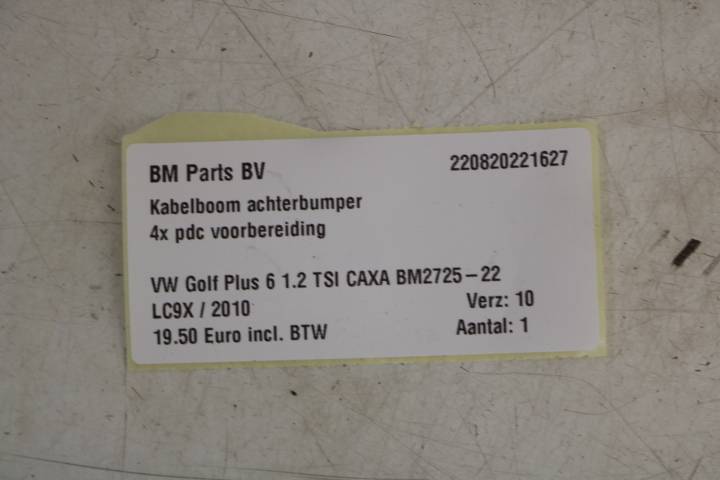 BM Parts BV 220820221627
Kabelboom achterbumper
4x pdc voorbereiding
VW Golf Plus 6 1.2 TSI CAXA BM2725-22
LC9X / 2010 Verz: 10
19.50 Euro incl. BTW Aantal: 1